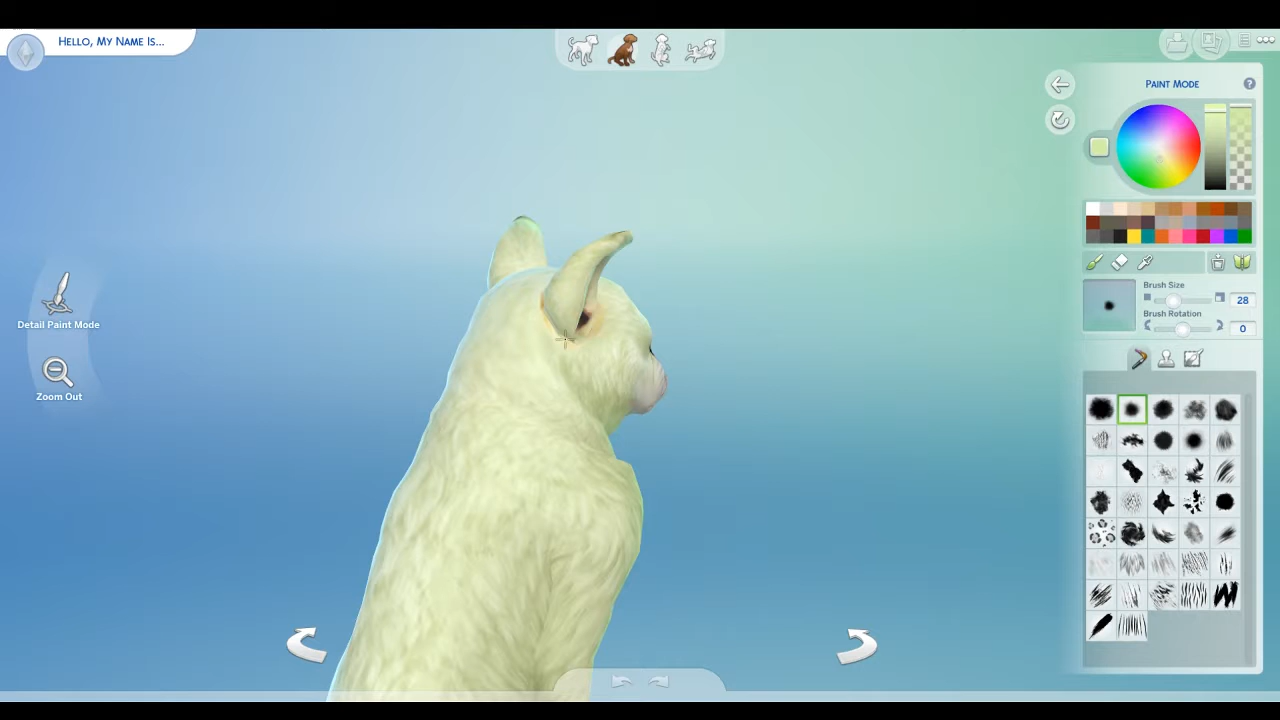 Hello, My Name Is...
Paint Mode
?
Brush Size
28
Brush Rotation
0
Detail Paint Mode
Zoom Out